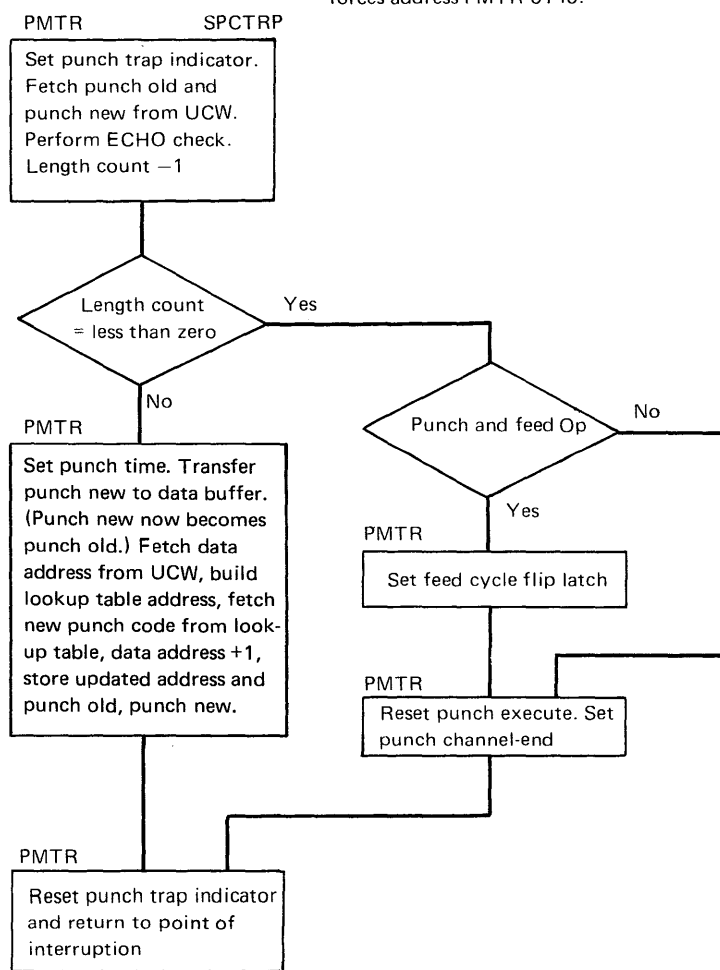 forces address PMTR-0140.
PMTR SPCTRP
Set punch trap indicator.
Fetch punch old and
punch new from UCW.
Perform ECHO check.
Length count −1
Length count
= less than zero
Yes
No
Punch and feed Op
No
Yes
PMTR
Set punch time. Transfer
punch new to data buffer.
(Punch new now becomes
punch old.) Fetch data
address from UCW, build
lookup table address, fetch
new punch code from look-
up table, data address +1,
store updated address and
punch old, punch new.
PMTR
Set feed cycle flip latch
PMTR
Reset punch execute. Set
punch channel-end
PMTR
Reset punch trap indicator
and return to point of
interruption